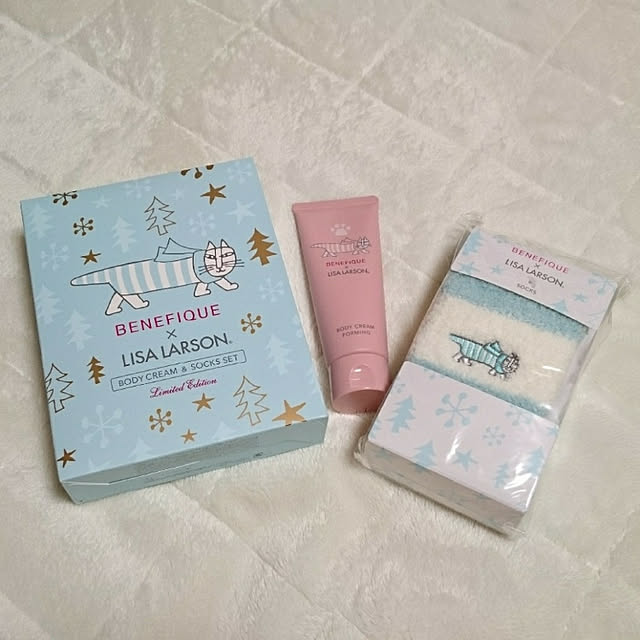 BENEFIQUE
×
LISA LARSON®
BODY CREAM & SOCKS SET
Limited Edition
BENEFIQUE
×
LISA LARSON®
BODY CREAM
FORMING
BENEFIQUE
×
LISA LARSON®
SOCKS